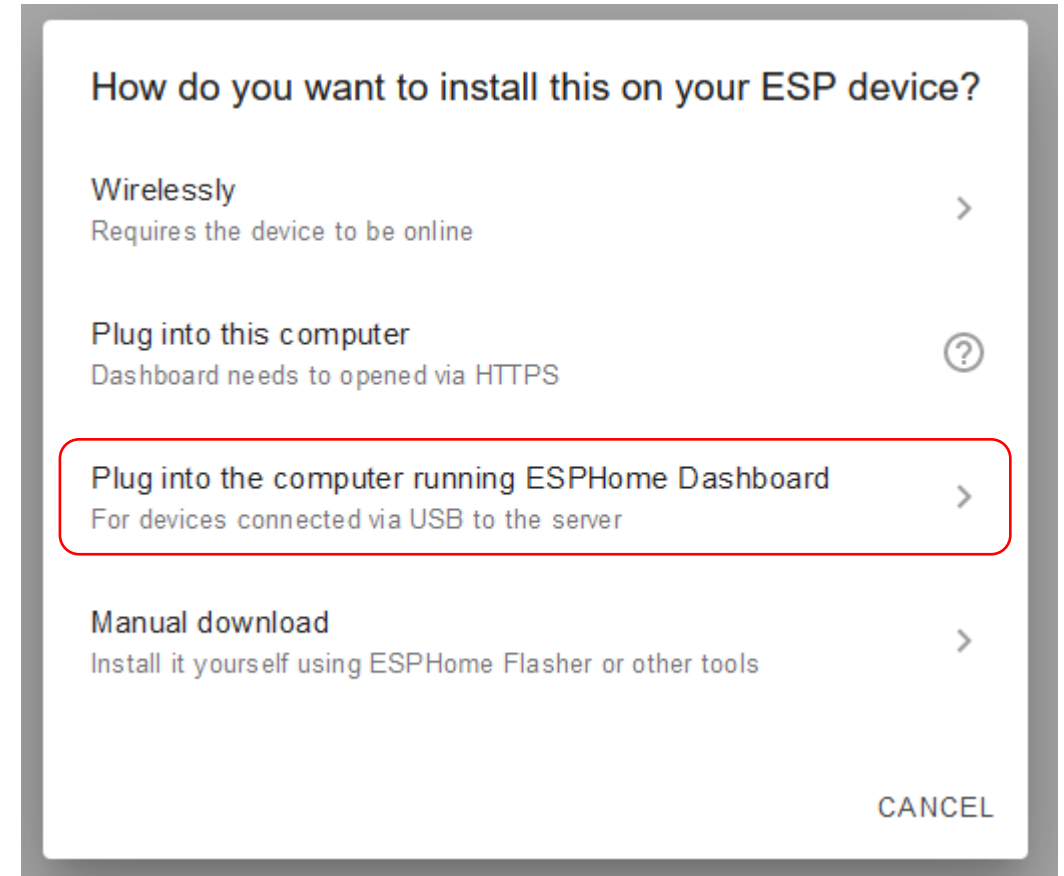 How do you want to install this on your ESP device?
Wirelessly
Requires the device to be online
Plug into this computer
Dashboard needs to opened via HTTPS
Plug into the computer running ESPHome Dashboard
For devices connected via USB to the server
Manual download
Install it yourself using ESPHome Flasher or other tools
CANCEL